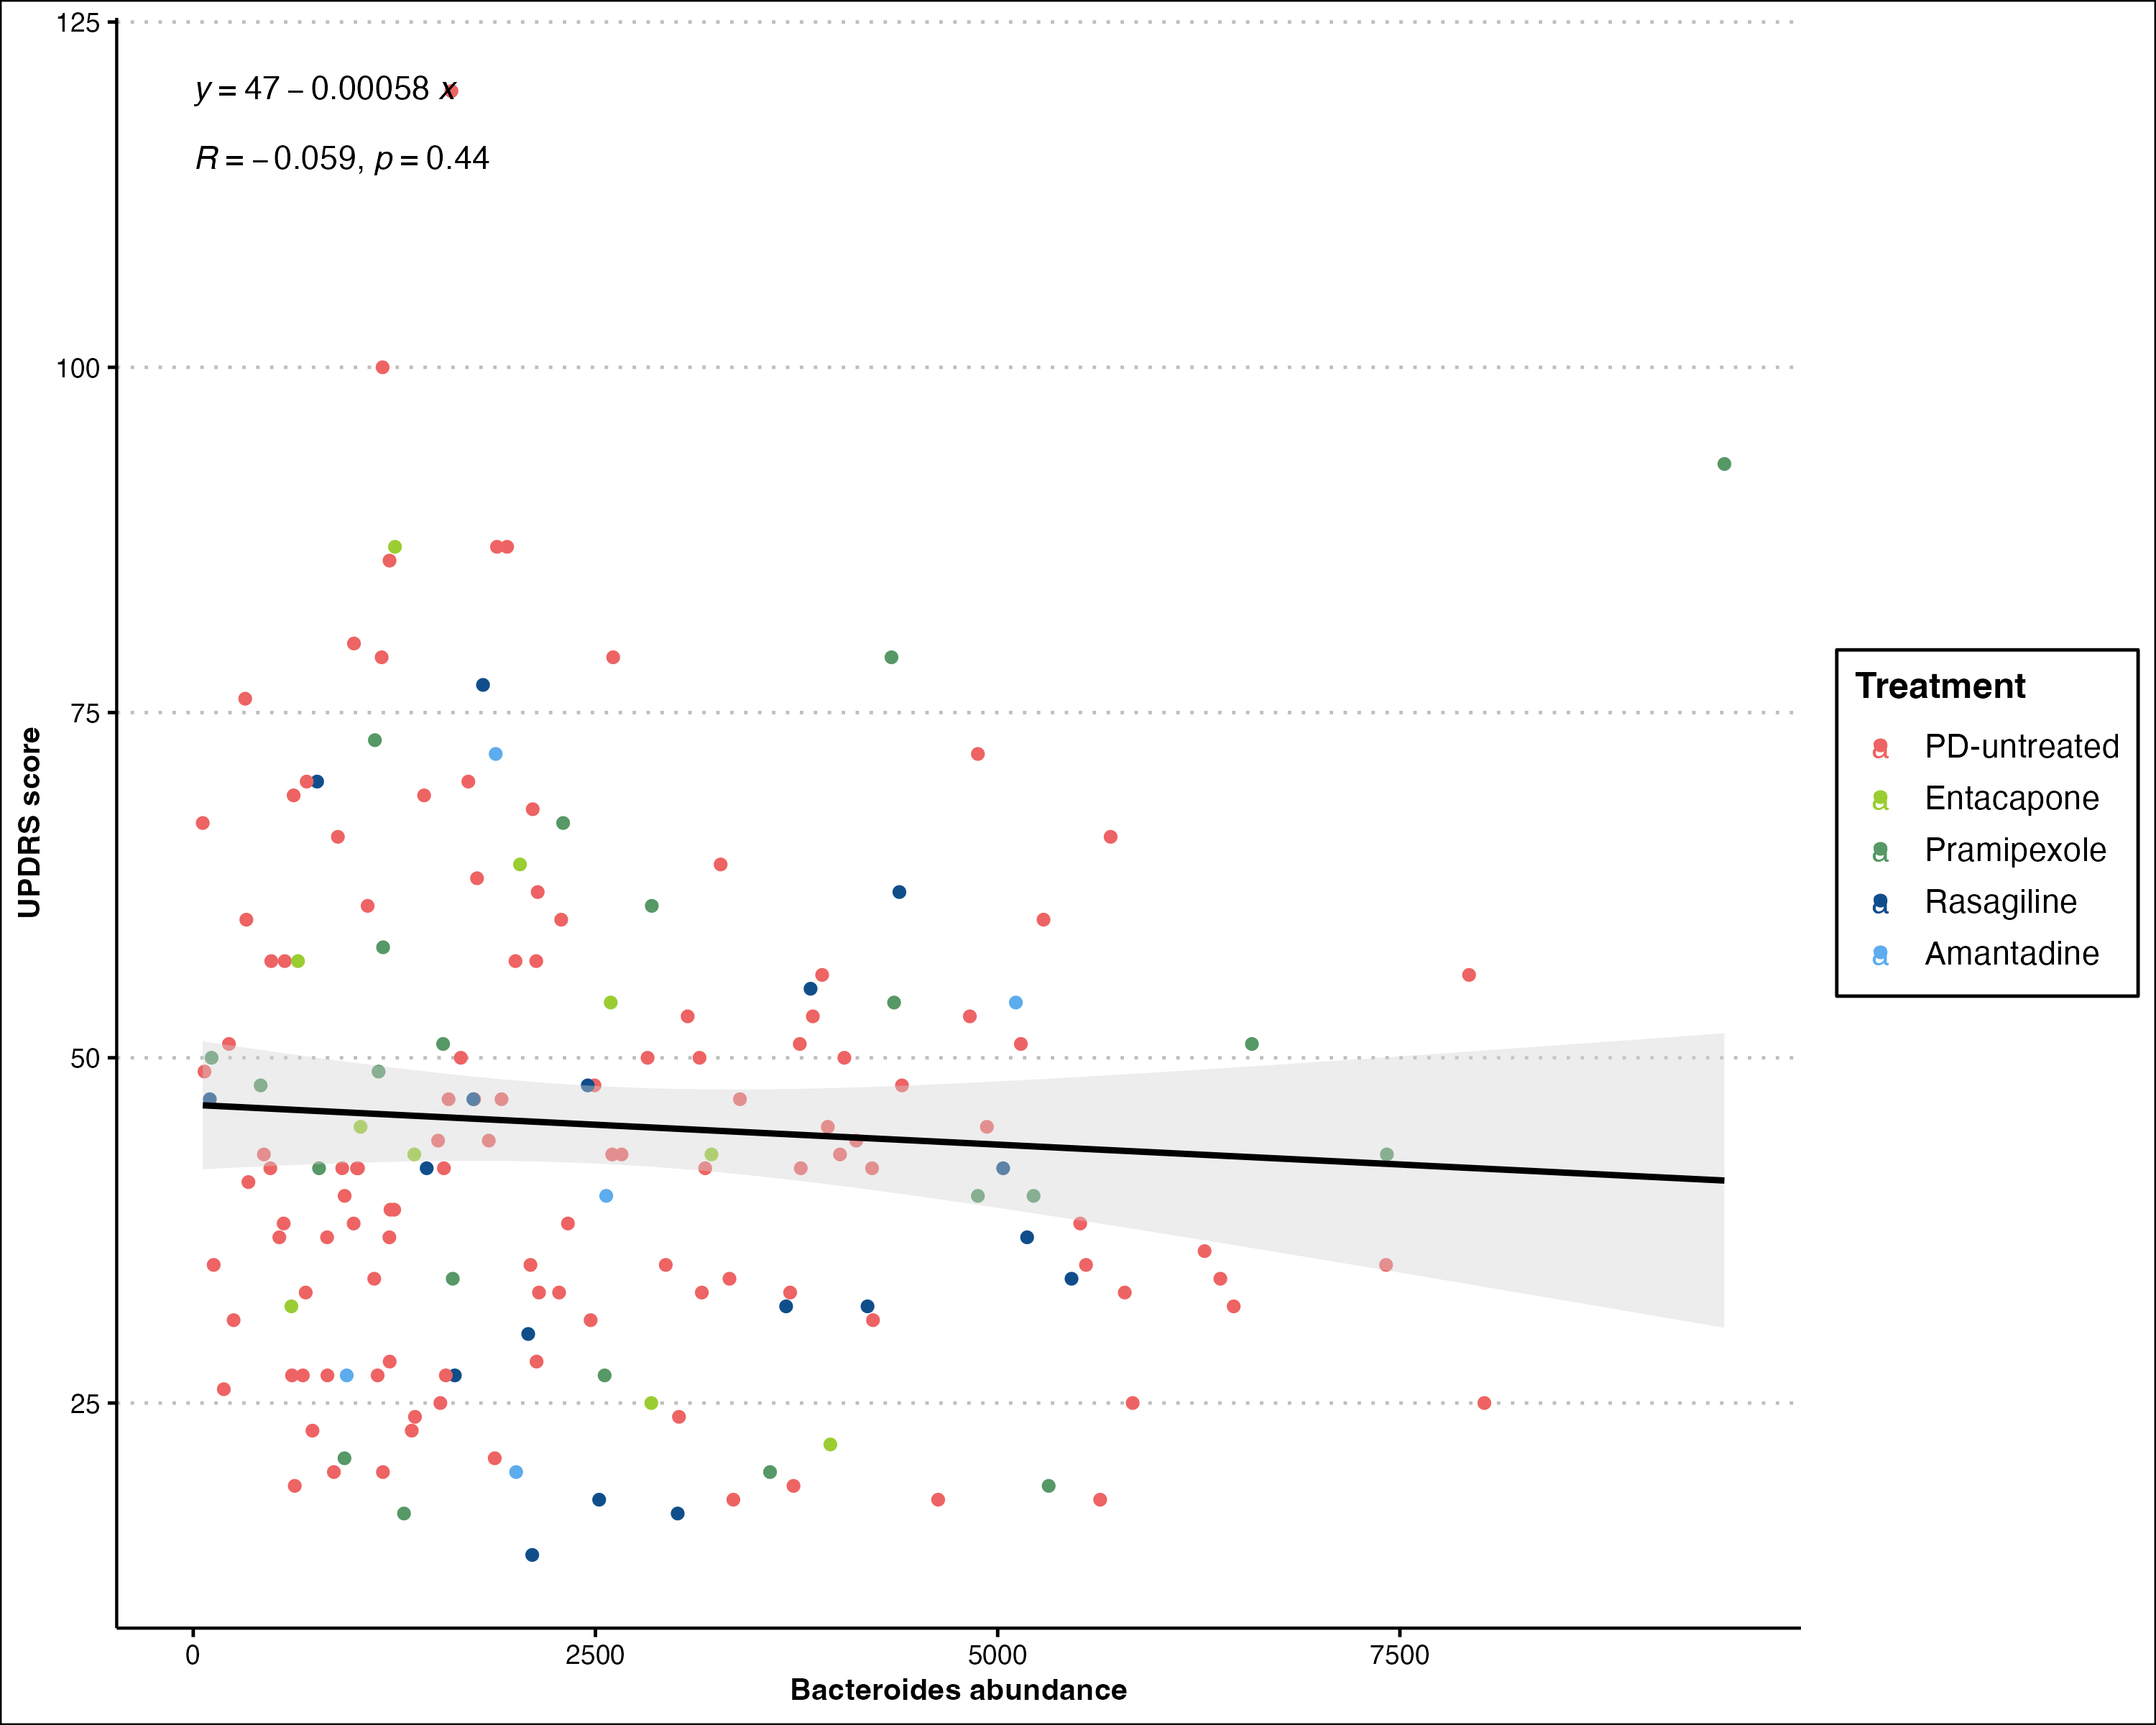 125
y = 47 − 0.00058 x
R = −0.059, p = 0.44
100
75
50
25
UPDRS score
0 2500 5000 7500
Bacteroides abundance
Treatment
a PD-untreated
a Entacapone
a Pramipexole
a Rasagiline
a Amantadine